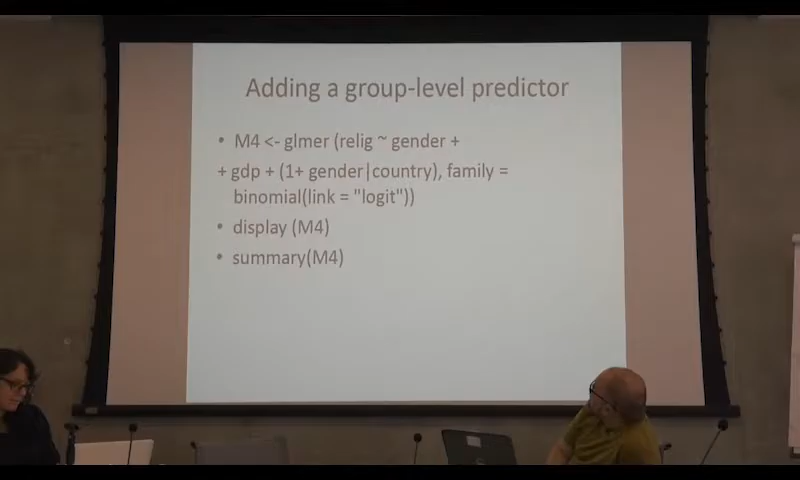 Adding a group-level predictor
• M4 <- glmer (relig ~ gender +
+ gdp + (1+ gender|country), family =
binomial(link = "logit"))
• display (M4)
• summary(M4)